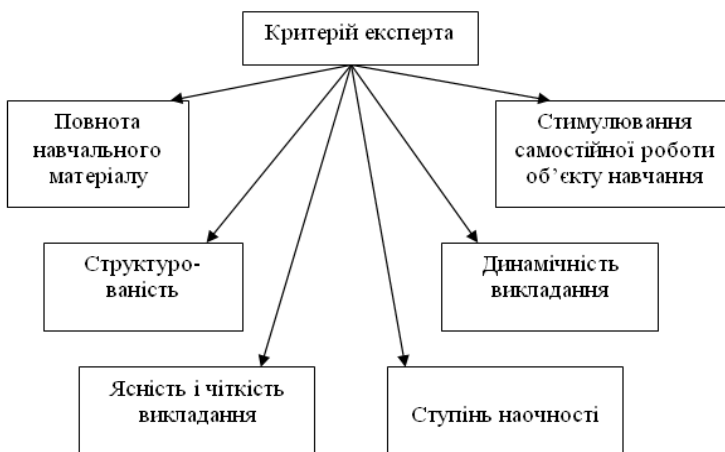 Критерій експерта
Повнота
навчального
матеріалу
Стимулювання
самостійної роботи
об’єкту навчання
Структуро-
ваність
Динамічність
викладання
Ясність і чіткість
викладання
Ступінь наочності